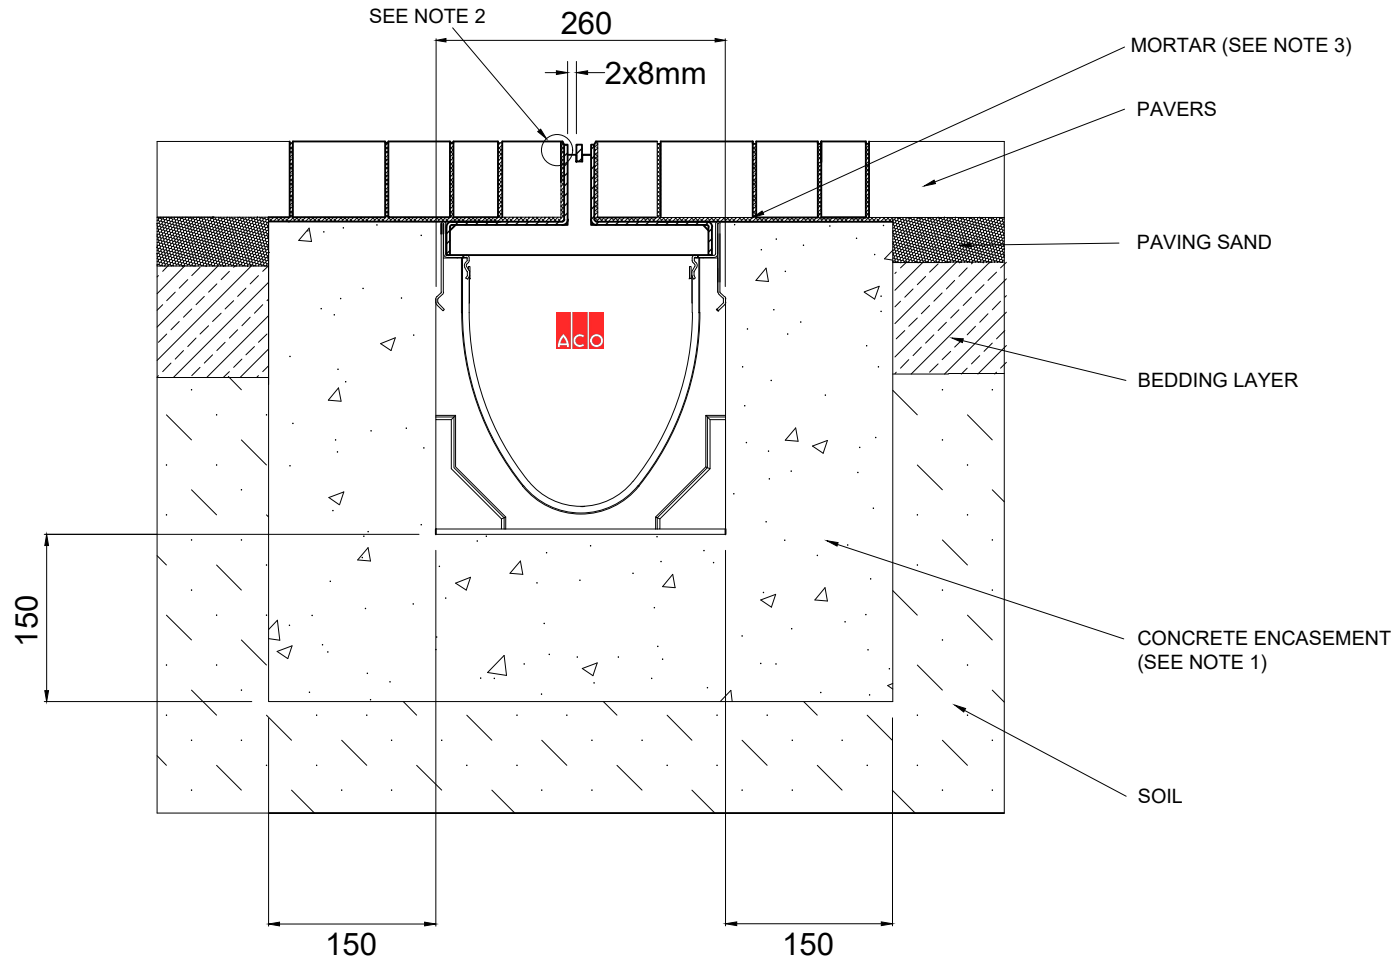 SEE NOTE 2
260
2x8mm
MORTAR (SEE NOTE 3)
PAVERS
PAVING SAND
ACO
BEDDING LAYER
150
CONCRETE ENCASEMENT
(SEE NOTE 1)
SOIL
150
150